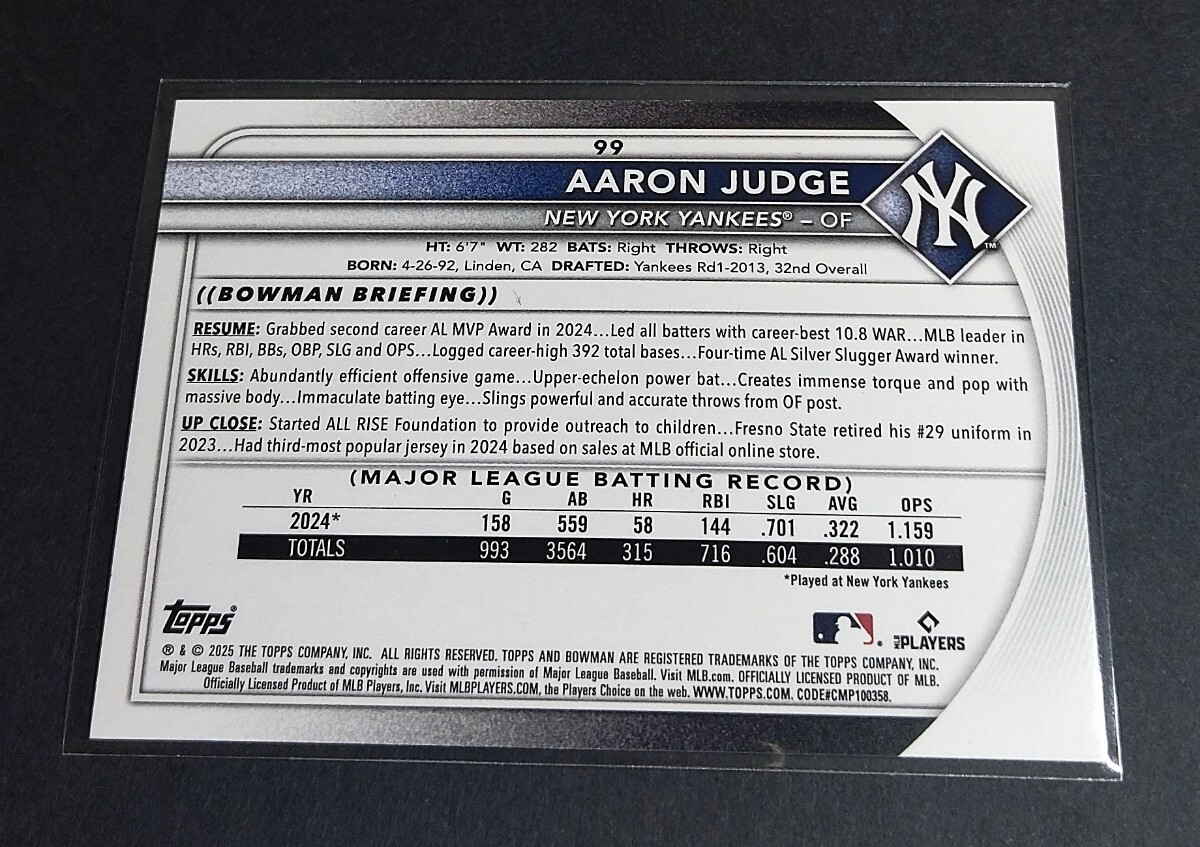 99
AARON JUDGE
NEW YORK YANKEES® – OF
NY
TM
HT: 6'7" WT: 282 BATS: Right THROWS: Right
BORN: 4-26-92, Linden, CA DRAFTED: Yankees Rd1-2013, 32nd Overall
((BOWMAN BRIEFING))
RESUME: Grabbed second career AL MVP Award in 2024...Led all batters with career-best 10.8 WAR...MLB leader in
HRs, RBI, BBs, OBP, SLG and OPS...Logged career-high 392 total bases...Four-time AL Silver Slugger Award winner.
SKILLS: Abundantly efficient offensive game...Upper-echelon power bat...Creates immense torque and pop with
massive body...Immaculate batting eye...Slings powerful and accurate throws from OF post.
UP CLOSE: Started ALL RISE Foundation to provide outreach to children...Fresno State retired his #29 uniform in
2023...Had third-most popular jersey in 2024 based on sales at MLB official online store.
(MAJOR LEAGUE BATTING RECORD)
YR G AB HR RBI SLG AVG OPS
2024* 158 559 58 144 .701 .322 1.159
TOTALS 993 3564 315 716 .604 .288 1.010
*Played at New York Yankees
Topps®
MLB PLAYERS
® & © 2025 THE TOPPS COMPANY, INC. ALL RIGHTS RESERVED. TOPPS AND BOWMAN ARE REGISTERED TRADEMARKS OF THE TOPPS COMPANY, INC.
Major League Baseball trademarks and copyrights are used with permission of Major League Baseball. Visit MLB.com. OFFICIALLY LICENSED PRODUCT OF MLB.
Officially Licensed Product of MLB Players, Inc. Visit MLBPLAYERS.COM, the Players Choice on the web. WWW.TOPPS.COM. CODE#CMP100358.